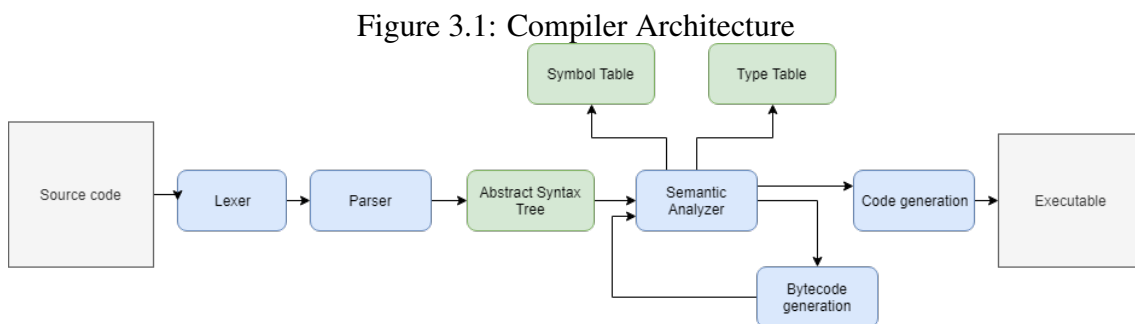 Figure 3.1: Compiler Architecture
Symbol Table
Type Table
Source code
Lexer
Parser
Abstract Syntax
Tree
Semantic
Analyzer
Code generation
Executable
Bytecode
generation